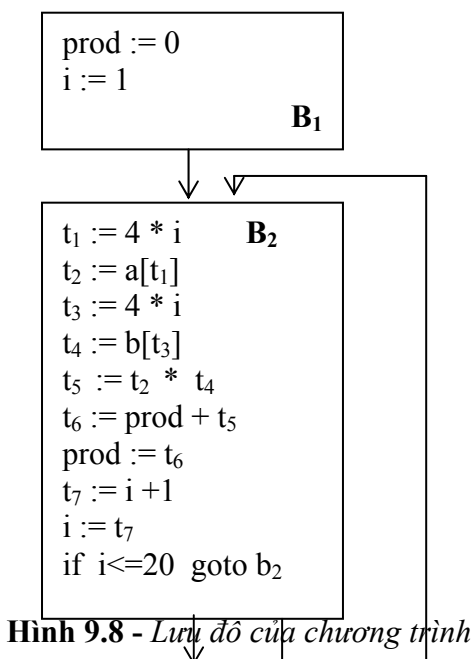 prod := 0
i := 1
B₁
t₁ := 4 * i B₂
t₂ := a[t₁]
t₃ := 4 * i
t₄ := b[t₃]
t₅ := t₂ * t₄
t₆ := prod + t₅
prod := t₆
t₇ := i +1
i := t₇
if i<=20 goto b₂
Hình 9.8 - Lưu đồ của chương trình